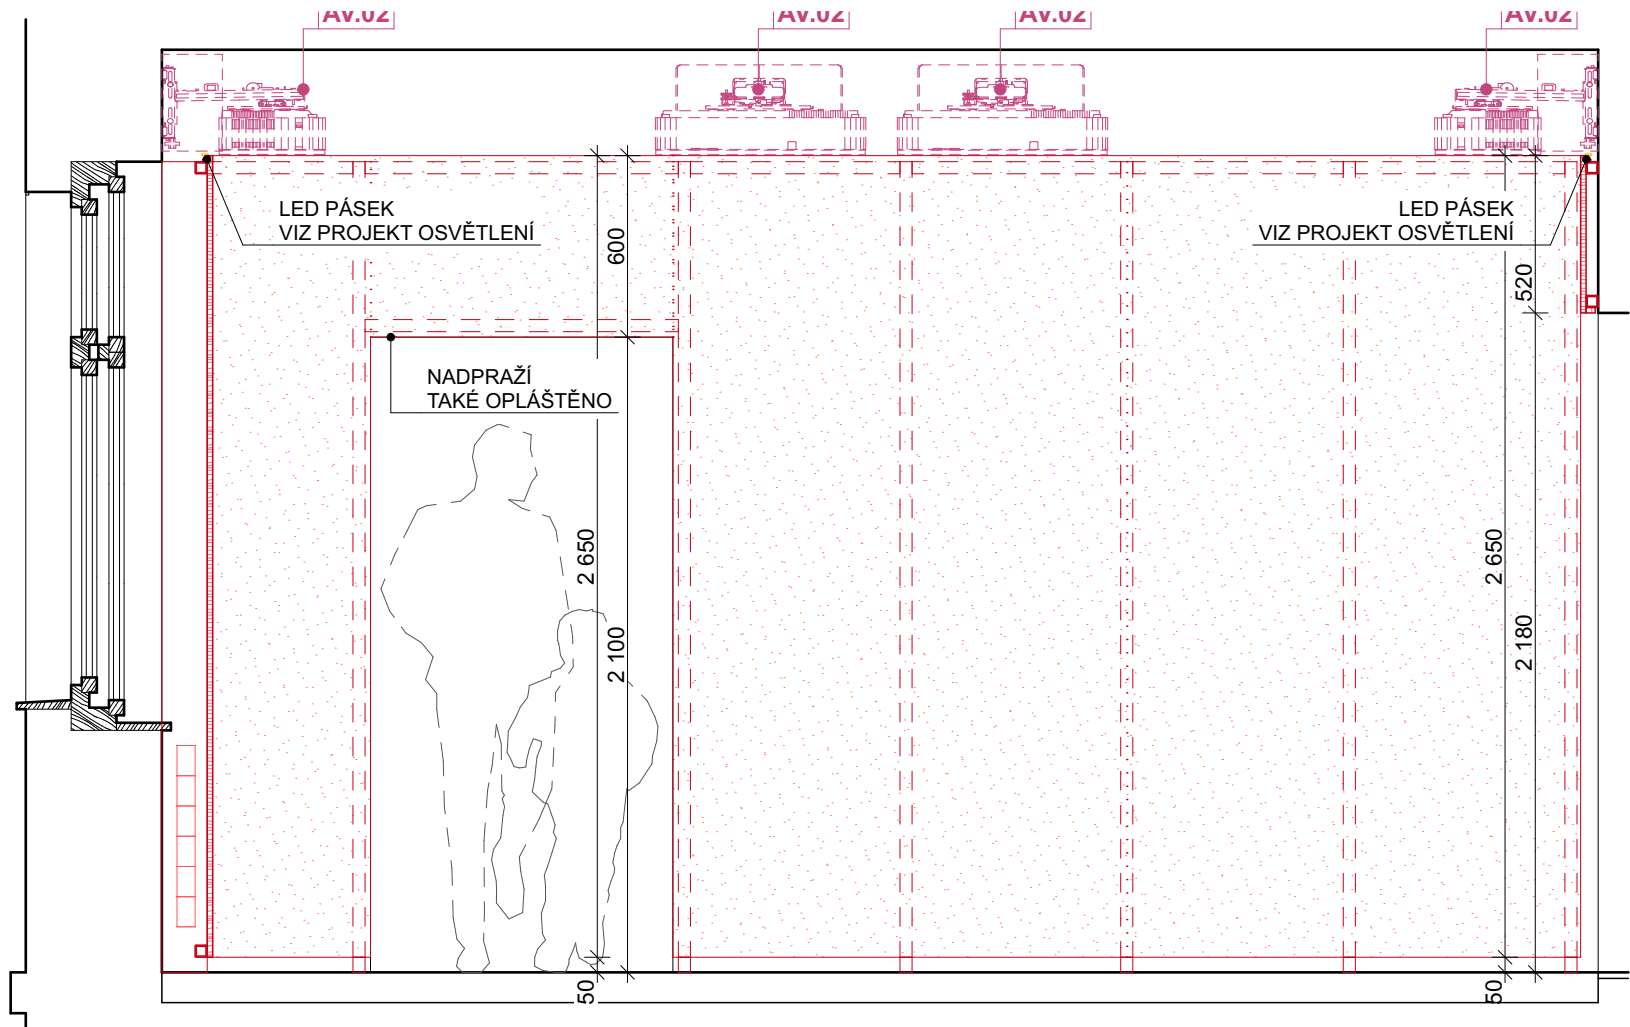 AV.02
AV.02
AV.02
AV.02
LED PÁSEK
VIZ PROJEKT OSVĚTLENÍ
LED PÁSEK
VIZ PROJEKT OSVĚTLENÍ
600
520
NADPRAŽÍ
TAKÉ OPLÁŠTĚNO
2 650
2 100
2 650
2 180
50
50